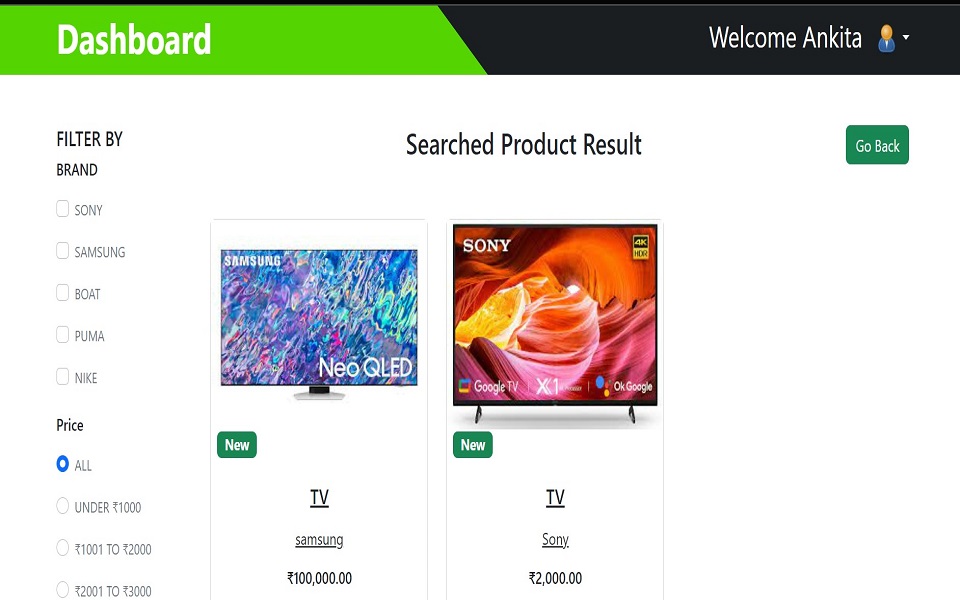 Dashboard
Welcome Ankita
FILTER BY
BRAND
SONY
SAMSUNG
BOAT
PUMA
NIKE
Price
ALL
UNDER ₹1000
₹1001 TO ₹2000
₹2001 TO ₹3000
Searched Product Result
Go Back
SAMSUNG
Neo QLED
New
TV
samsung
₹100,000.00
SONY
4K
HDR
Google TV
X1
Ok Google
New
TV
Sony
₹2,000.00